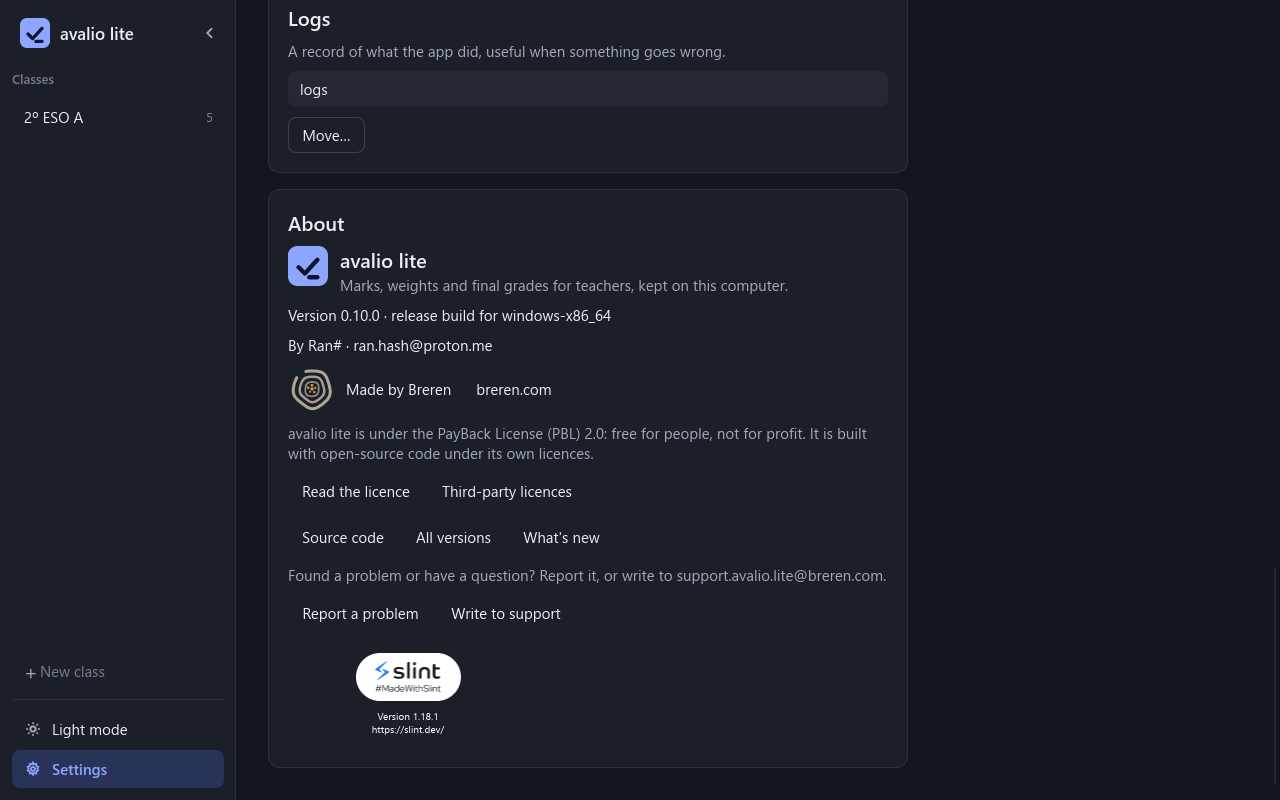 avalio lite
Classes
2º ESO A 5
+ New class
Light mode
Settings
Logs
A record of what the app did, useful when something goes wrong.
logs
Move...
About
avalio lite
Marks, weights and final grades for teachers, kept on this computer.
Version 0.10.0 · release build for windows-x86_64
By Ran# · ran.hash@proton.me
Made by Breren breren.com
avalio lite is under the PayBack License (PBL) 2.0: free for people, not for profit. It is built
with open-source code under its own licences.
Read the licence Third-party licences
Source code All versions What's new
Found a problem or have a question? Report it, or write to support.avalio.lite@breren.com.
Report a problem Write to support
slint
#MadeWithSlint
Version 1.18.1
https://slint.dev/